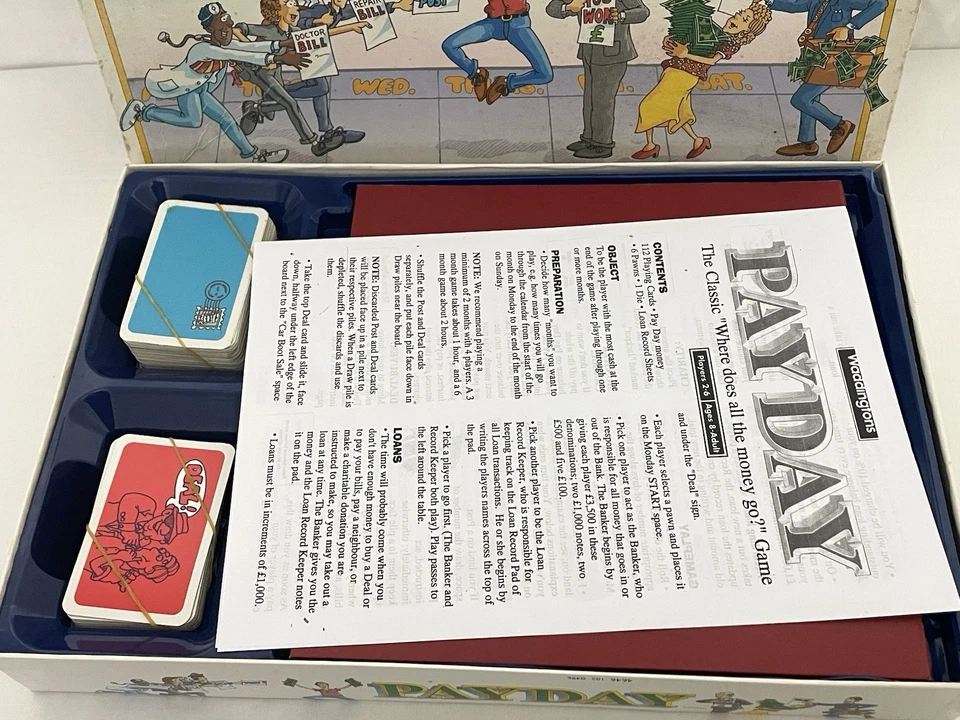 DOCTOR
BILL
REPAIR
BILL
POST
YOU
WON
£
WED.
Waddingtons
PAYDAY
The Classic "Where does all the money go?" Game
Players 2-6 Ages 8-Adult
CONTENTS
112 Playing Cards • Pay Day money
• 6 Pawns • 1 Die • Loan Record Sheets
OBJECT
To be the player with the most cash at the
end of the game after playing through one
or more months.
PREPARATION
• Decide how many "months" you want to
play, e.g. how many times you will go
through the calendar from the start of the
month on Monday to the end of the month
on Sunday.
NOTE: We recommend playing a
minimum of 2 months with 4 players. A 3
month game takes about 1 hour, and a 6
month game about 2 hours.
• Shuffle the Post and Deal cards
separately, and put each pile face down in
Draw piles near the board.
NOTE: Discarded Post and Deal cards
will be placed face up in a pile next to
their respective piles. When a Draw pile is
depleted, shuffle the discards and use
them.
• Take the top Deal card and slide it, face
down, halfway under the left edge of the
board next to the "Car Boot Sale" space
and under the "Deal" sign.
• Each player selects a pawn and places it
on the Monday START space.
• Pick one player to act as the Banker, who
is responsible for all money that goes in or
out of the Bank. The Banker begins by
giving each player £3,500 in these
denominations; two £1,000 notes, two
£500 and five £100.
• Pick another player to be the Loan
Record Keeper, who is responsible for
keeping track on the Loan Record Pad of
all Loan transactions. He or she begins by
writing the players names across the top of
the pad.
• Pick a player to go first. (The Banker and
Record Keeper both play). Play passes to
the left around the table.
LOANS
• The time will probably come when you
don't have enough money to buy a Deal or
to pay your bills, pay a neighbour, or
make a charitable donation you are
instructed to make, so you may take out a
loan at any time. The Banker gives you the
money and the Loan Record Keeper notes
it on the pad.
• Loans must be in increments of £1,000.
DEAL
PAYDAY